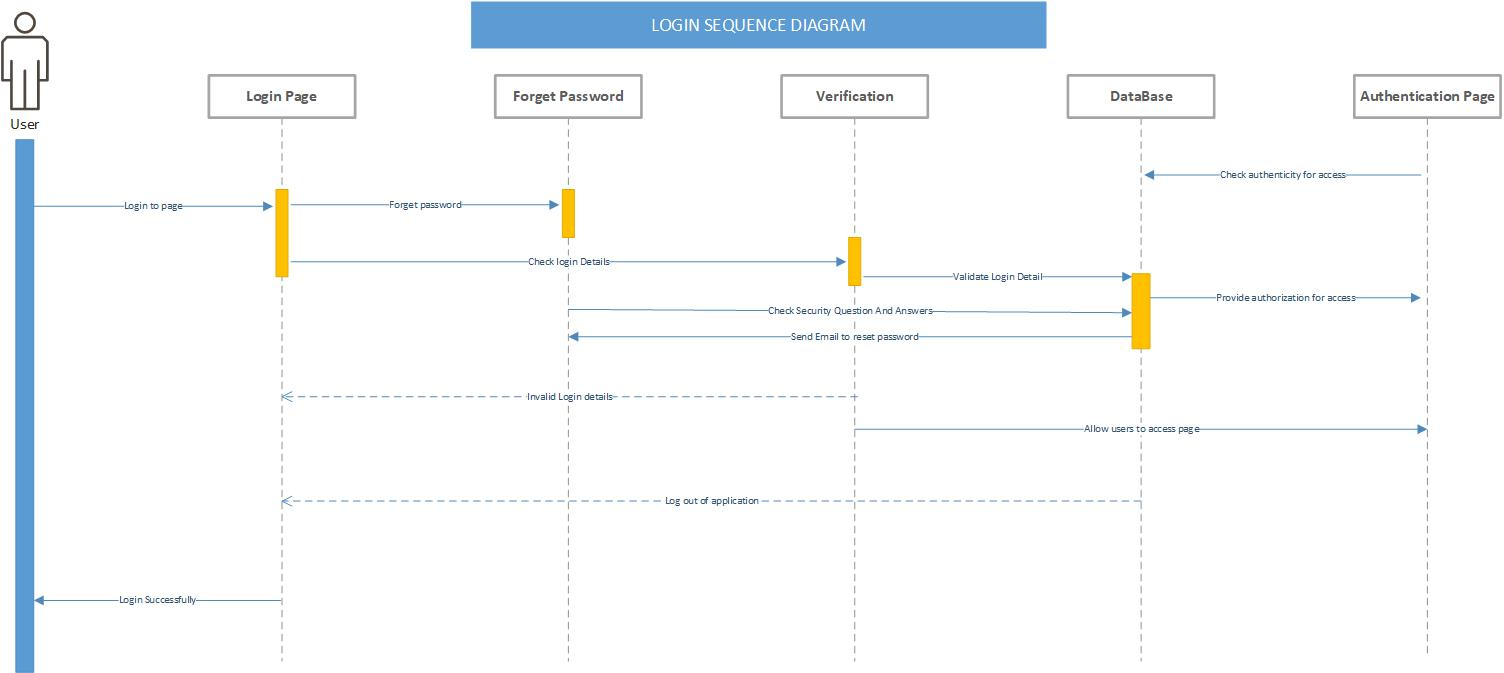 LOGIN SEQUENCE DIAGRAM
User
Login Page
Forget Password
Verification
DataBase
Authentication Page
Check authenticity for access
Login to page
Forget password
Check login Details
Validate Login Detail
Provide authorization for access
Check Security Question And Answers
Send Email to reset password
Invalid Login details
Allow users to access page
Log out of application
Login Successfully